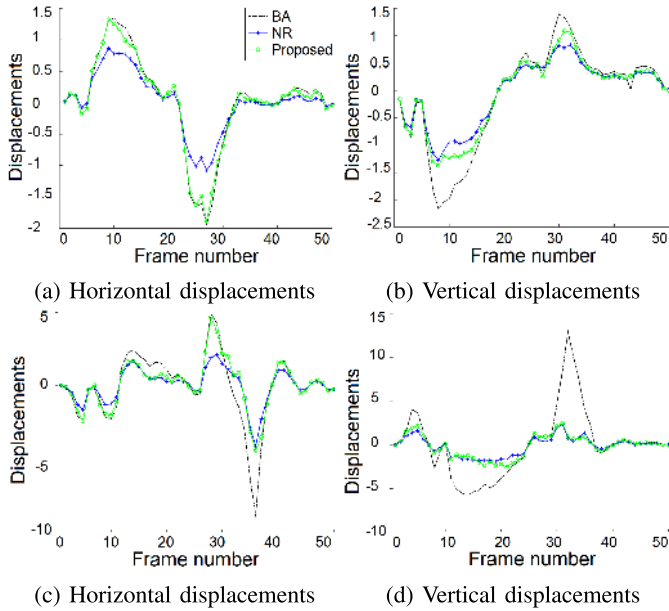 BA
NR
Proposed
1.5
1
0.5
0
-0.5
-1
-1.5
-2
Displacements
0 10 20 30 40 50
Frame number
(a) Horizontal displacements
1.5
1
0.5
0
-0.5
-1
-1.5
-2
-2.5
Displacements
0 10 20 30 40 50
Frame number
(b) Vertical displacements
5
0
-5
-10
Displacements
0 10 20 30 40 50
Frame number
(c) Horizontal displacements
15
10
5
0
-5
-10
Displacements
0 10 20 30 40 50
Frame number
(d) Vertical displacements